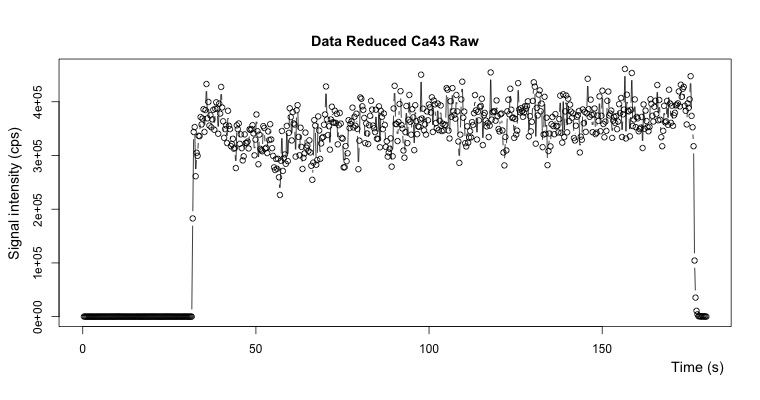 Data Reduced Ca43 Raw
Signal intensity (cps)
4e+05
3e+05
2e+05
1e+05
0e+00
0 50 100 150
Time (s)